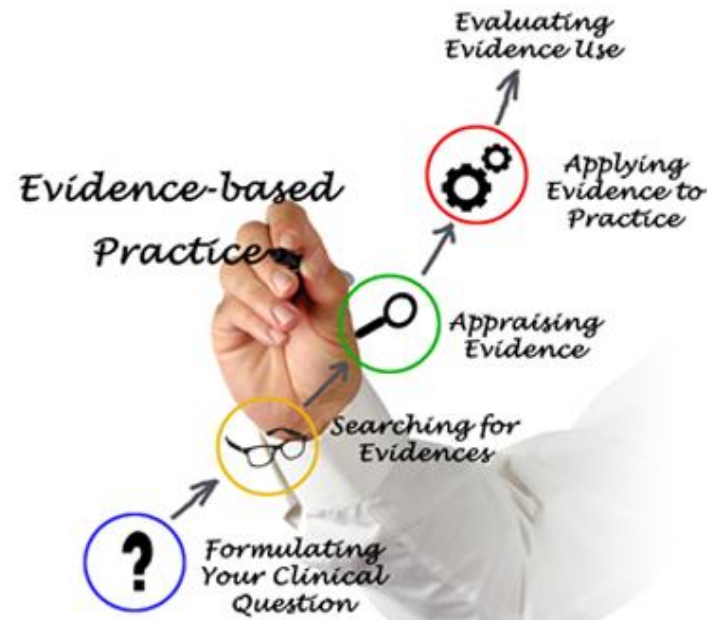 Evaluating
Evidence Use
Applying
Evidence to
Practice
Evidence-based
Practice
Appraising
Evidence
Searching for
Evidences
?
Formulating
Your Clinical
Question